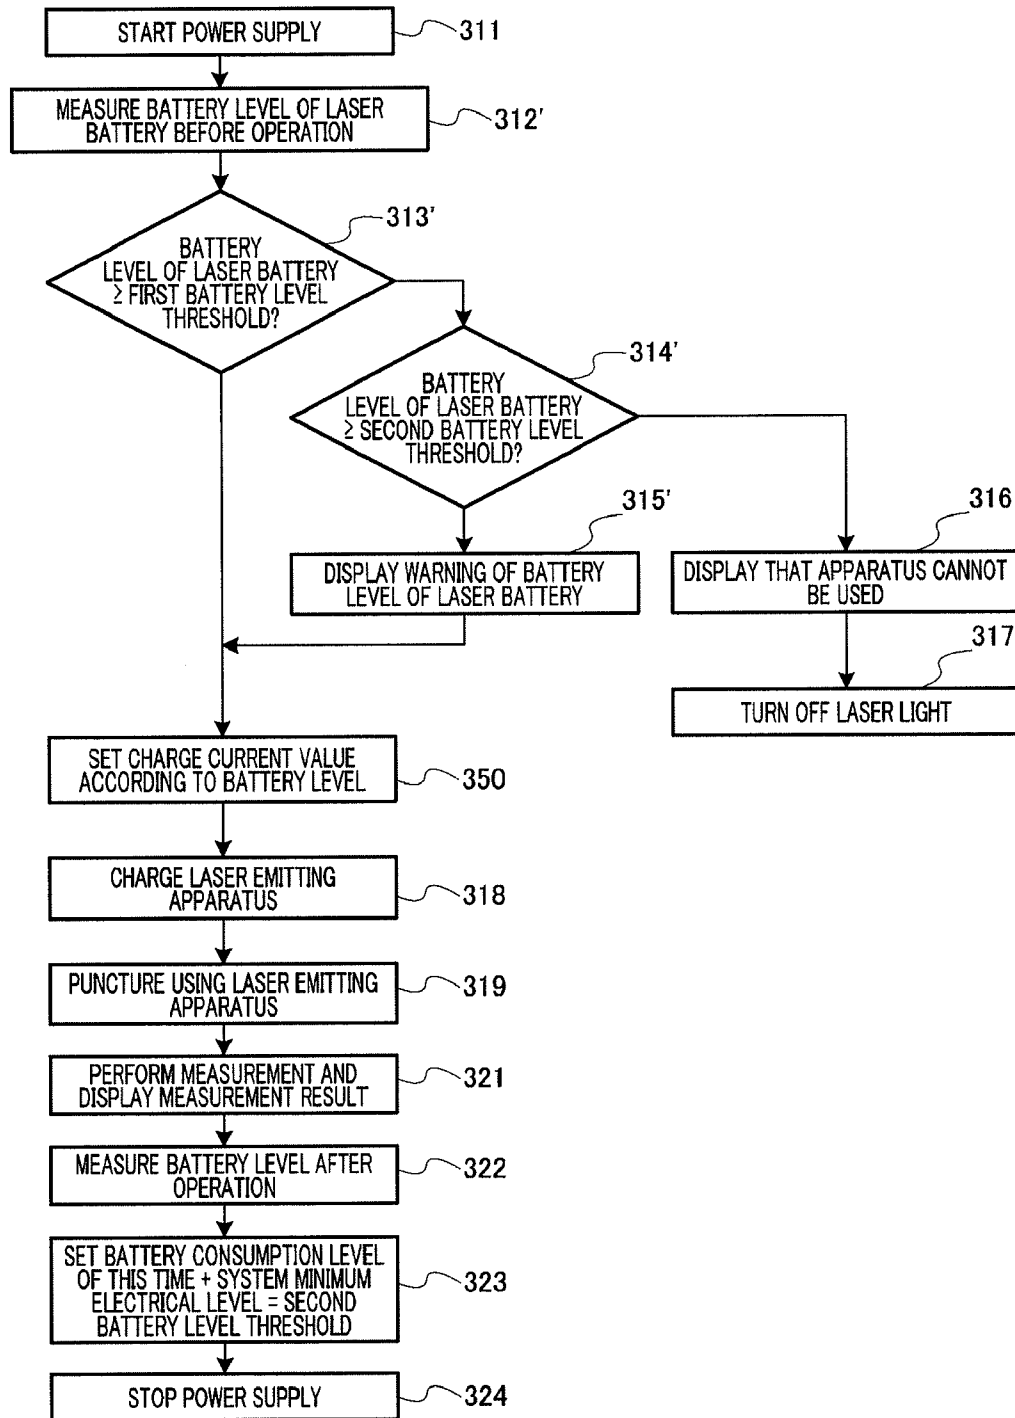 START POWER SUPPLY
311
MEASURE BATTERY LEVEL OF LASER
BATTERY BEFORE OPERATION
312'
313'
BATTERY
LEVEL OF LASER BATTERY
≥ FIRST BATTERY LEVEL
THRESHOLD?
314'
BATTERY
LEVEL OF LASER BATTERY
≥ SECOND BATTERY LEVEL
THRESHOLD?
315'
DISPLAY WARNING OF BATTERY
LEVEL OF LASER BATTERY
316
DISPLAY THAT APPARATUS CANNOT
BE USED
317
TURN OFF LASER LIGHT
SET CHARGE CURRENT VALUE
ACCORDING TO BATTERY LEVEL
350
CHARGE LASER EMITTING
APPARATUS
318
PUNCTURE USING LASER EMITTING
APPARATUS
319
PERFORM MEASUREMENT AND
DISPLAY MEASUREMENT RESULT
321
MEASURE BATTERY LEVEL AFTER
OPERATION
322
SET BATTERY CONSUMPTION LEVEL
OF THIS TIME + SYSTEM MINIMUM
ELECTRICAL LEVEL = SECOND
BATTERY LEVEL THRESHOLD
323
STOP POWER SUPPLY
324